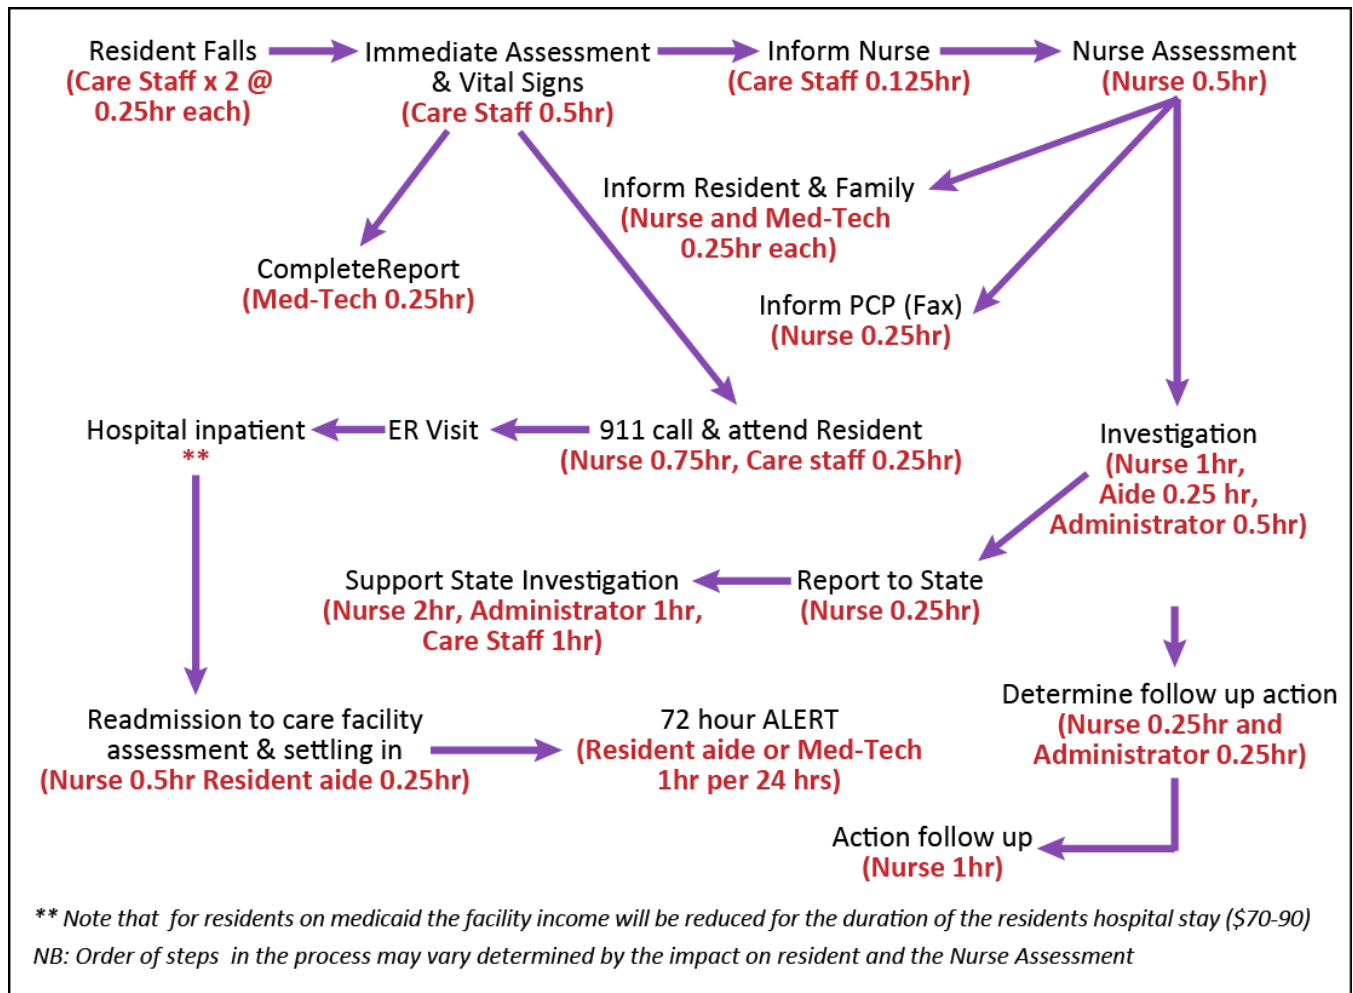 Resident Falls
(Care Staff x 2 @
0.25hr each)
Immediate Assessment
& Vital Signs
(Care Staff 0.5hr)
Inform Nurse
(Care Staff 0.125hr)
Nurse Assessment
(Nurse 0.5hr)
Inform Resident & Family
(Nurse and Med-Tech
0.25hr each)
CompleteReport
(Med-Tech 0.25hr)
Inform PCP (Fax)
(Nurse 0.25hr)
Hospital inpatient
**
ER Visit
911 call & attend Resident
(Nurse 0.75hr, Care staff 0.25hr)
Investigation
(Nurse 1hr,
Aide 0.25 hr,
Administrator 0.5hr)
Support State Investigation
(Nurse 2hr, Administrator 1hr,
Care Staff 1hr)
Report to State
(Nurse 0.25hr)
Readmission to care facility
assessment & settling in
(Nurse 0.5hr Resident aide 0.25hr)
72 hour ALERT
(Resident aide or Med-Tech
1hr per 24 hrs)
Determine follow up action
(Nurse 0.25hr and
Administrator 0.25hr)
Action follow up
(Nurse 1hr)
** Note that for residents on medicaid the facility income will be reduced for the duration of the residents hospital stay ($70-90)
NB: Order of steps in the process may vary determined by the impact on resident and the Nurse Assessment